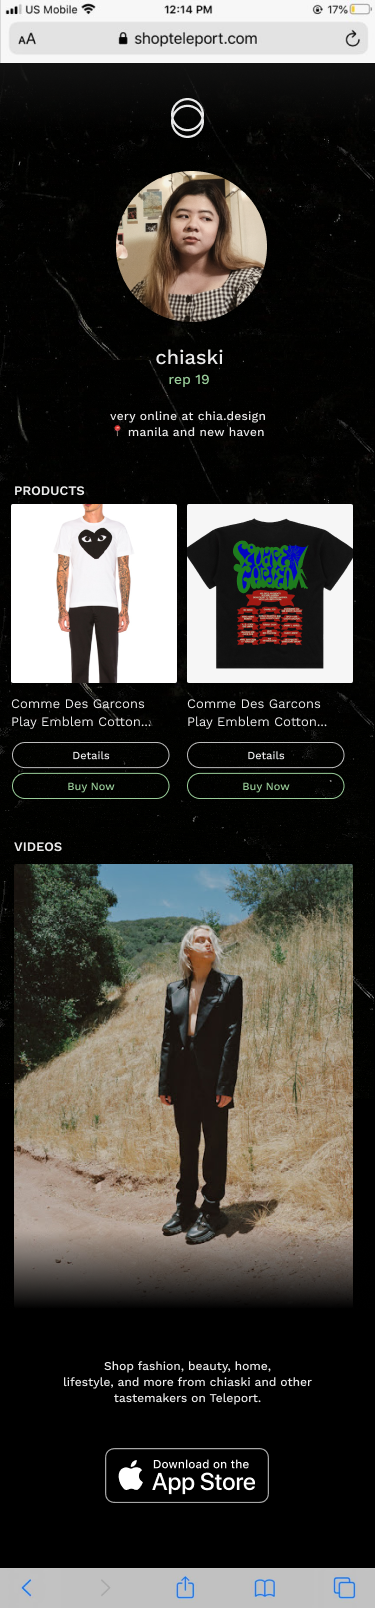 US Mobile 12:14 PM 17%
AA shopteleport.com
chiaski
rep 19
very online at chia.design
📍 manila and new haven
PRODUCTS
Comme Des Garcons
Play Emblem Cotton...
Details
Buy Now
Comme Des Garcons
Play Emblem Cotton...
Details
Buy Now
VIDEOS
Shop fashion, beauty, home,
lifestyle, and more from chiaski and other
tastemakers on Teleport.
Download on the
App Store